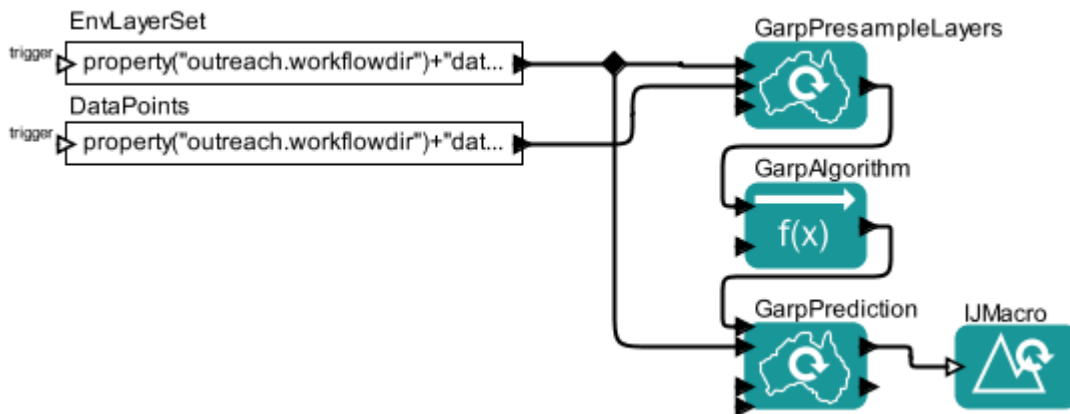 EnvLayerSet
trigger
property("outreach.workflowdir")+"dat...
DataPoints
trigger
property("outreach.workflowdir")+"dat...
GarpPresampleLayers
GarpAlgorithm
f(x)
GarpPrediction
IJMacro